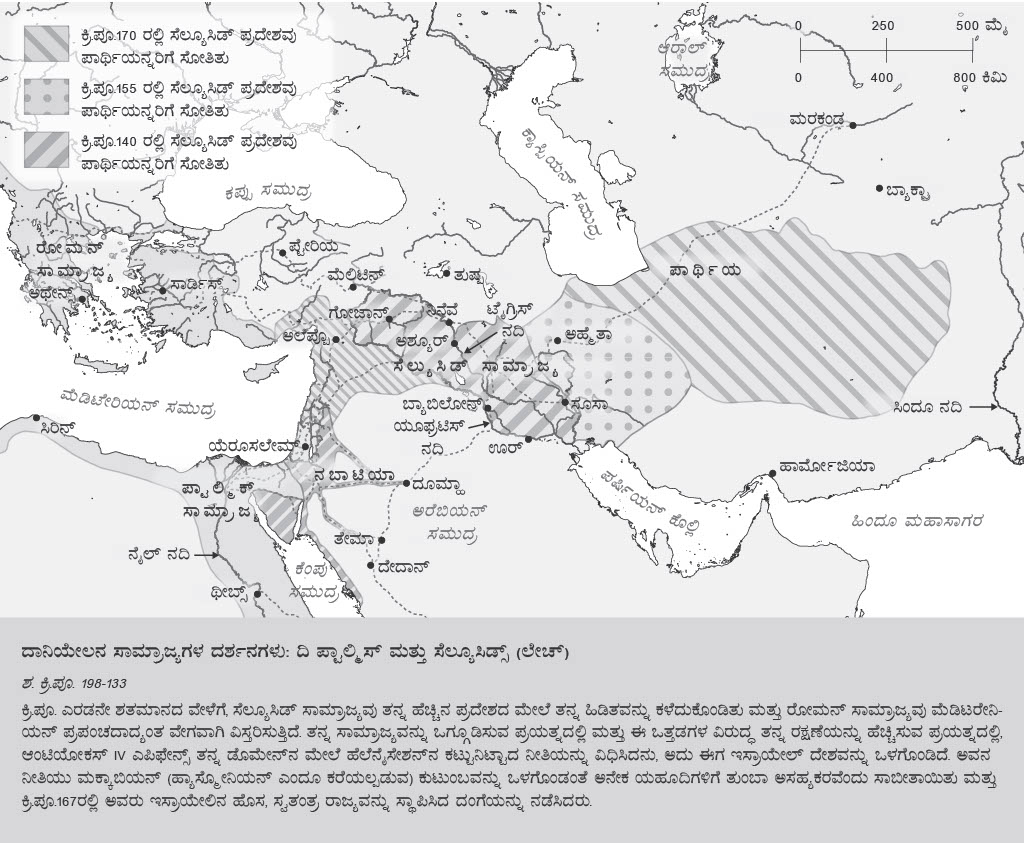 ಕ್ರಿ.ಪೂ.170 ರಲ್ಲಿ ಸೆಲ್ಯೂಸಿಡ್ ಪ್ರದೇಶವು
ಪಾರ್ಥಿಯನ್ನರಿಗೆ ಸೋತಿತು
ಕ್ರಿ.ಪೂ.155 ರಲ್ಲಿ ಸೆಲ್ಯೂಸಿಡ್ ಪ್ರದೇಶವು
ಪಾರ್ಥಿಯನ್ನರಿಗೆ ಸೋತಿತು
ಕ್ರಿ.ಪೂ.140 ರಲ್ಲಿ ಸೆಲ್ಯೂಸಿಡ್ ಪ್ರದೇಶವು
ಪಾರ್ಥಿಯನ್ನರಿಗೆ ಸೋತಿತು
0 250 500 ಮೈ
0 400 800 ಕಿಮಿ
ಆರಾಲ್
ಸಮುದ್ರ
ಮರಕಂಡ
ಬ್ಯಾಕ್ಟ್ರಾ
ಕ್ಯಾಸ್ಪಿಯನ್ ಸಮುದ್ರ
ಕಪ್ಪು ಸಮುದ್ರ
ರೋಮನ್
ಸಾಮ್ರಾಜ್ಯ
ಅಥೇನ್ಸ್
ಸಾರ್ಡಿಸ್
ಪ್ಟೇರಿಯ
ಮೆಲಿಟಿನ್
ತುಷ್ಪ
ಪಾರ್ಥಿಯ
ಗೋಜಾನ್
ನಿನೆವೆ
ಟೈಗ್ರಿಸ್
ನದಿ
ಅಲೆಪ್ಪೊ
ಅಶ್ಯೂರ್
ಅಹ್ಮೆತಾ
ಸೆಲ್ಯುಸಿಡ್ ಸಾಮ್ರಾಜ್ಯ
ಮೆಡಿಟೇರಿಯನ್ ಸಮುದ್ರ
ಸಿರಿನ್
ಬ್ಯಾಬಿಲೋನ್
ಸೂಸಾ
ಯೂಫ್ರಟಿಸ್
ನದಿ
ಊರ್
ಸಿಂದೂ ನದಿ
ಯೆರೂಸಲೇಮ್
ನಬಾಟಿಯಾ
ದೂಮ್ಹಾ
ಹಾರ್ಮೋಜಿಯಾ
ಪ್ಟಾಲ್ಮಿಕ್
ಸಾಮ್ರಾಜ್ಯ
ಅರೆಬಿಯನ್
ಸಮುದ್ರ
ಪರ್ಷಿಯನ್ ಕೊಲ್ಲಿ
ಹಿಂದೂ ಮಹಾಸಾಗರ
ತೇಮಾ
ನೈಲ್ ನದಿ
ದೇದಾನ್
ಕೆಂಪು
ಸಮುದ್ರ
ಥೀಬ್ಸ್
ದಾನಿಯೇಲನ ಸಾಮ್ರಾಜ್ಯಗಳ ದರ್ಶನಗಳು: ದಿ ಪ್ಟಾಲ್ಮಿಸ್ ಮತ್ತು ಸೆಲ್ಯೂಸಿಡ್ಸ್ (ಲೇಚ್)
ಶ. ಕ್ರಿ.ಪೂ. 198-133
ಕ್ರಿ.ಪೂ. ಎರಡನೇ ಶತಮಾನದ ವೇಳೆಗೆ, ಸೆಲ್ಯೂಸಿಡ್ ಸಾಮ್ರಾಜ್ಯವು ತನ್ನ ಹೆಚ್ಚಿನ ಪ್ರದೇಶದ ಮೇಲೆ ತನ್ನ ಹಿಡಿತವನ್ನು ಕಳೆದುಕೊಂಡಿತು ಮತ್ತು ರೋಮನ್ ಸಾಮ್ರಾಜ್ಯವು ಮೆಡಿಟರೇನಿ-
ಯನ್ ಪ್ರಪಂಚದಾದ್ಯಂತ ವೇಗವಾಗಿ ವಿಸ್ತರಿಸುತ್ತಿದೆ. ತನ್ನ ಸಾಮ್ರಾಜ್ಯವನ್ನು ಒಗ್ಗೂಡಿಸುವ ಪ್ರಯತ್ನದಲ್ಲಿ ಮತ್ತು ಈ ಒತ್ತಡಗಳ ವಿರುದ್ಧ ತನ್ನ ರಕ್ಷಣೆಯನ್ನು ಹೆಚ್ಚಿಸುವ ಪ್ರಯತ್ನದಲ್ಲಿ,
ಆಂಟಿಯೋಕಸ್ IV ಎಪಿಫೇನ್ಸ್ ತನ್ನ ಡೊಮೇನ್‌ನ ಮೇಲೆ ಹೆಲೆನೈಸೇಶನ್‌ನ ಕಟ್ಟುನಿಟ್ಟಾದ ನೀತಿಯನ್ನು ವಿಧಿಸಿದನು, ಅದು ಈಗ ಇಸ್ರಾಯೇಲ್ ದೇಶವನ್ನು ಒಳಗೊಂಡಿದೆ. ಅವನ
ನೀತಿಯು ಮಕ್ಕಾಬಿಯನ್ (ಹ್ಯಾಸ್ಮೋನಿಯನ್ ಎಂದೂ ಕರೆಯಲ್ಪಡುವ) ಕುಟುಂಬವನ್ನು ಒಳಗೊಂಡಂತೆ ಅನೇಕ ಯಹೂದಿಗಳಿಗೆ ತುಂಬಾ ಅಸಹ್ಯಕರವೆಂದು ಸಾಬೀತಾಯಿತು ಮತ್ತು
ಕ್ರಿ.ಪೂ.167ರಲ್ಲಿ ಅವರು ಇಸ್ರಾಯೇಲಿನ ಹೊಸ, ಸ್ವತಂತ್ರ ರಾಜ್ಯವನ್ನು ಸ್ಥಾಪಿಸಿದ ದಂಗೆಯನ್ನು ನಡೆಸಿದರು.